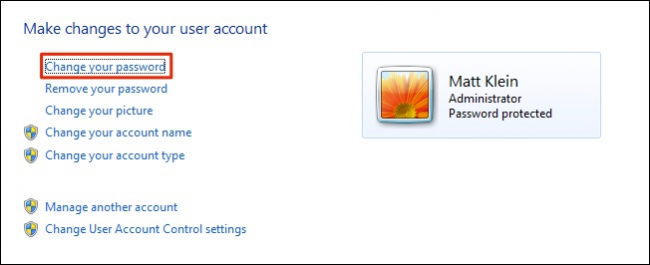 Make changes to your user account
Change your password
Remove your password
Change your picture
Change your account name
Change your account type
Manage another account
Change User Account Control settings
Matt Klein
Administrator
Password protected